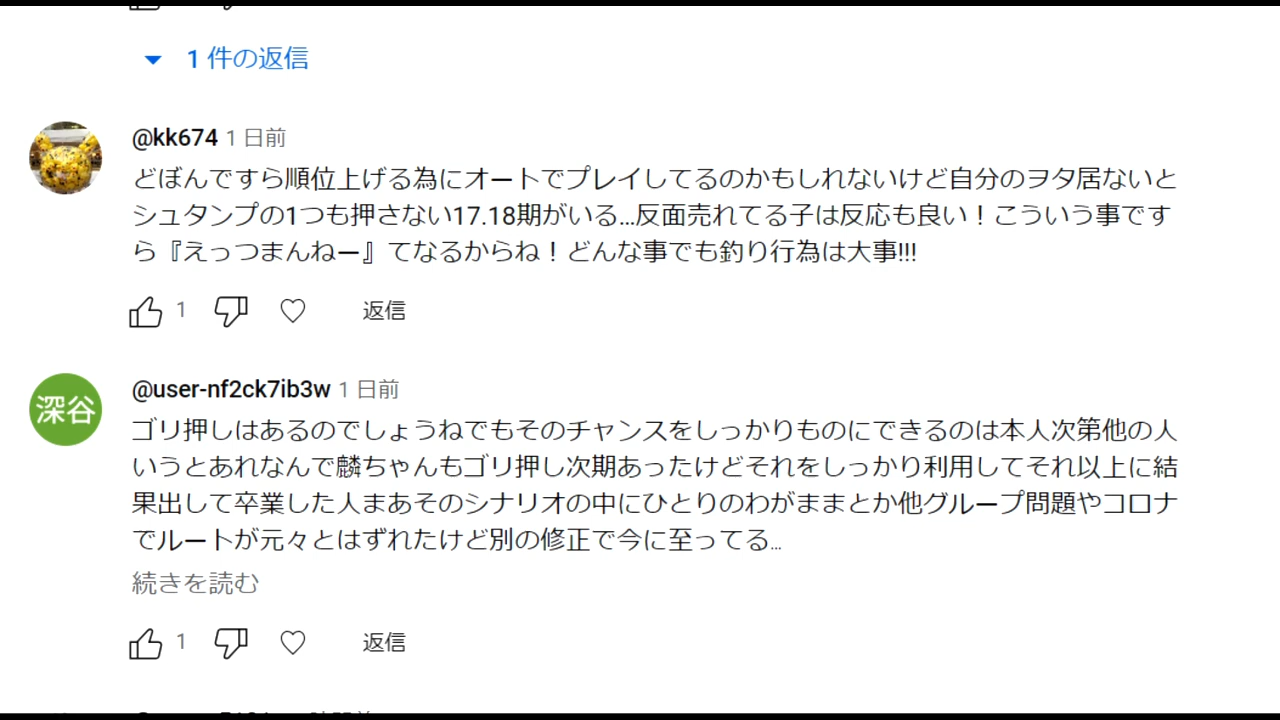 1 件の返信
@kk674 1 日前
どぼんですら順位上げる為にオートでプレイしてるのかもしれないけど自分のヲタ居ないと
シュタンプの1つも押さない17.18期がいる...反面売れてる子は反応も良い！こういう事です
ら『えっつまんねー』てなるからね！どんな事でも釣り行為は大事!!!
1
返信
深谷
@user-nf2ck7ib3w 1 日前
ゴリ押しはあるのでしょうねでもそのチャンスをしっかりものにできるのは本人次第他の人
いうとあれなんで麟ちゃんもゴリ押し次期あったけどそれをしっかり利用してそれ以上に結
果出して卒業した人まあそのシナリオの中にひとりのわがままとか他グループ問題やコロナ
でルートが元々とはずれたけど別の修正で今に至ってる...
続きを読む
1
返信